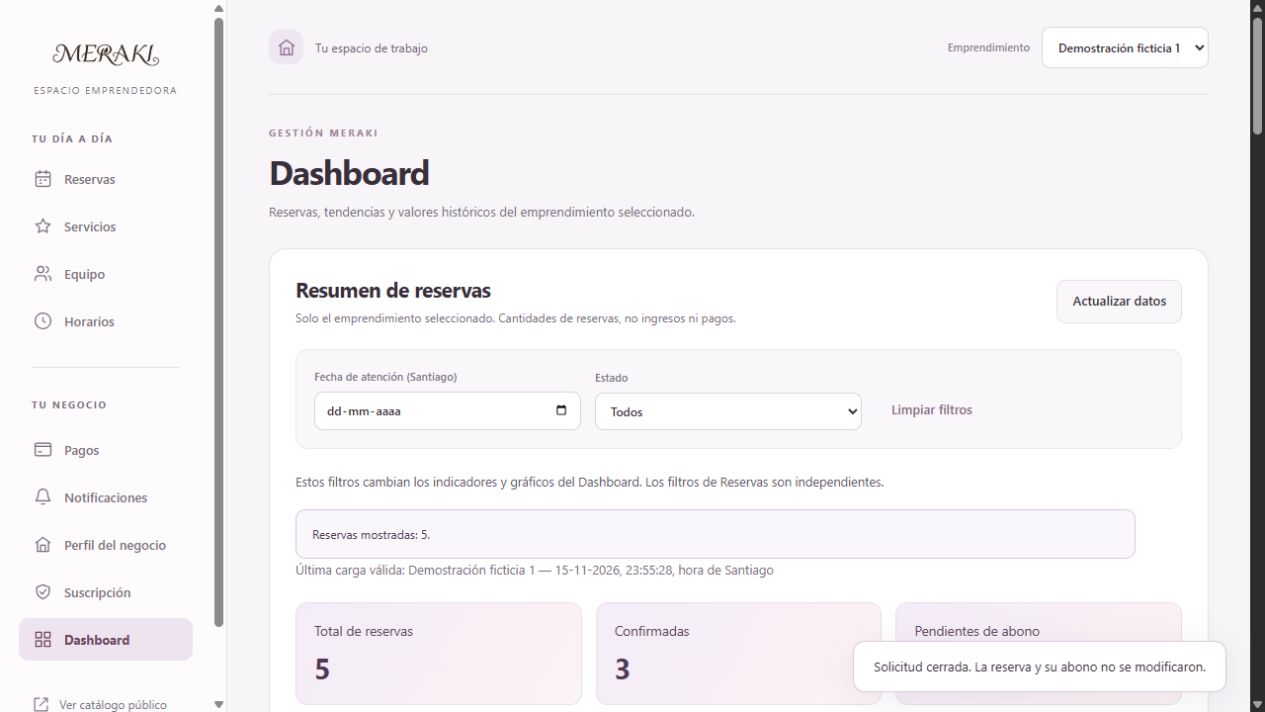 MERAKI
ESPACIO EMPRENDEDORA
TU DÍA A DÍA
Reservas
Servicios
Equipo
Horarios
TU NEGOCIO
Pagos
Notificaciones
Perfil del negocio
Suscripción
Dashboard
Ver catálogo público
Tu espacio de trabajo
Emprendimiento
Demostración ficticia 1
GESTIÓN MERAKI
Dashboard
Reservas, tendencias y valores históricos del emprendimiento seleccionado.
Resumen de reservas
Solo el emprendimiento seleccionado. Cantidades de reservas, no ingresos ni pagos.
Actualizar datos
Fecha de atención (Santiago)
dd-mm-aaaa
Estado
Todos
Limpiar filtros
Estos filtros cambian los indicadores y gráficos del Dashboard. Los filtros de Reservas son independientes.
Reservas mostradas: 5.
Última carga válida: Demostración ficticia 1 — 15-11-2026, 23:55:28, hora de Santiago
Total de reservas
5
Confirmadas
3
Pendientes de abono
Solicitud cerrada. La reserva y su abono no se modificaron.